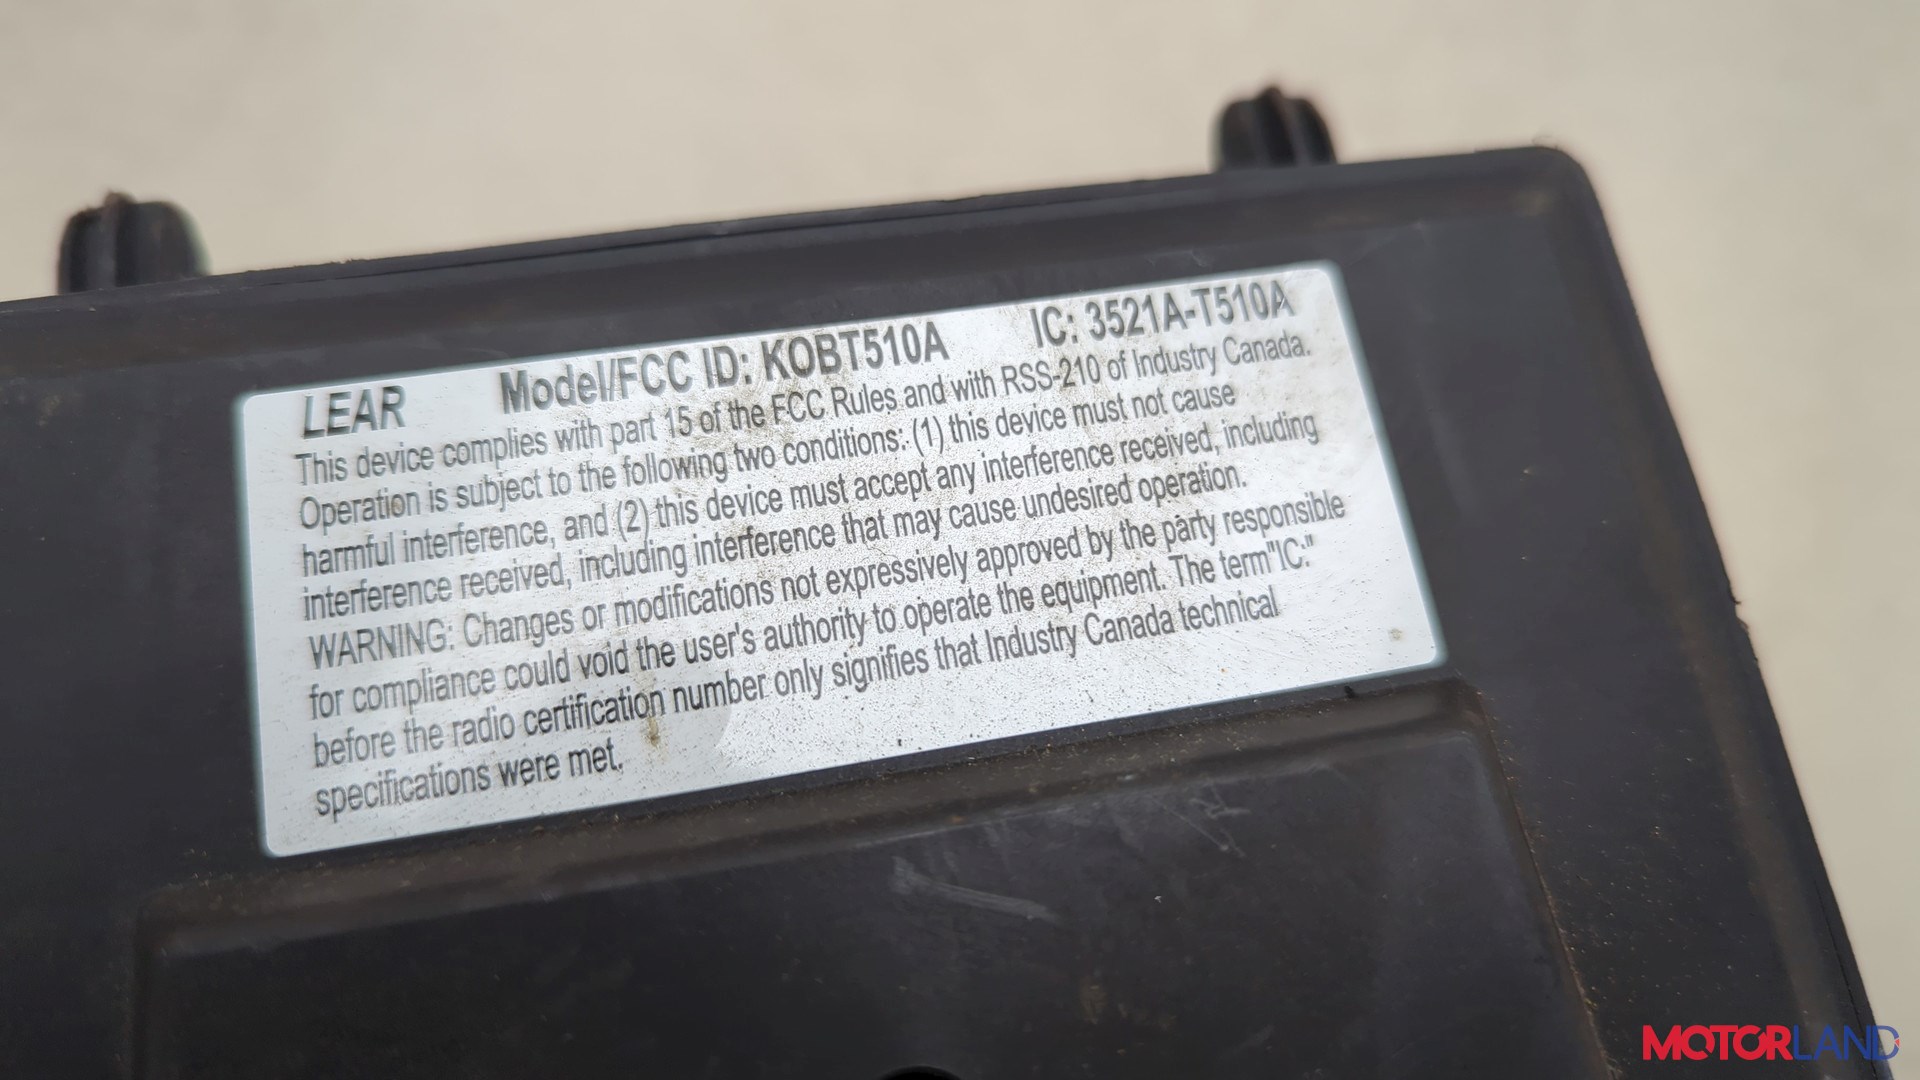 LEAR Model/FCC ID: KOBT510A IC: 3521A-T510A
This device complies with part 15 of the FCC Rules and with RSS-210 of Industry Canada.
Operation is subject to the following two conditions: (1) this device must not cause
harmful interference, and (2) this device must accept any interference received, including
interference received, including interference that may cause undesired operation.
WARNING: Changes or modifications not expressively approved by the party responsible
for compliance could void the user's authority to operate the equipment. The term"IC:"
before the radio certification number only signifies that Industry Canada technical
specifications were met.
MOTORLAND